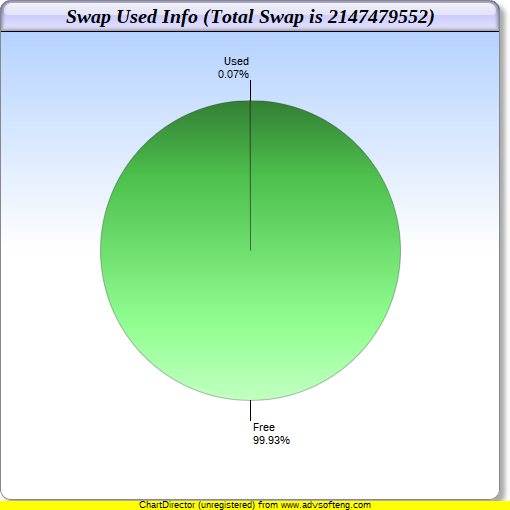 Swap Used Info (Total Swap is 2147479552)
Used
0.07%
Free
99.93%
ChartDirector (unregistered) from www.advsofteng.com